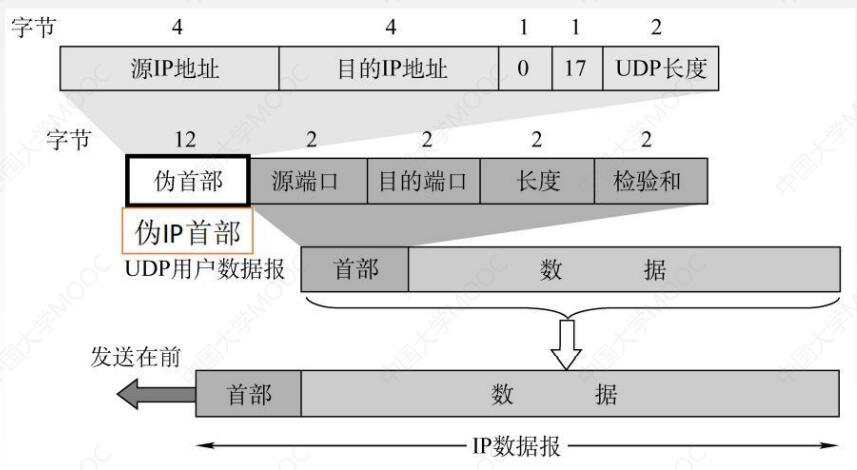 字节 4 4 1 1 2
源IP地址 目的IP地址 0 17 UDP长度
字节 12 2 2 2 2
伪首部 源端口 目的端口 长度 检验和
伪IP首部
UDP用户数据报 首部 数 据
发送在前
首部 数 据
IP数据报
中国大学MOOC